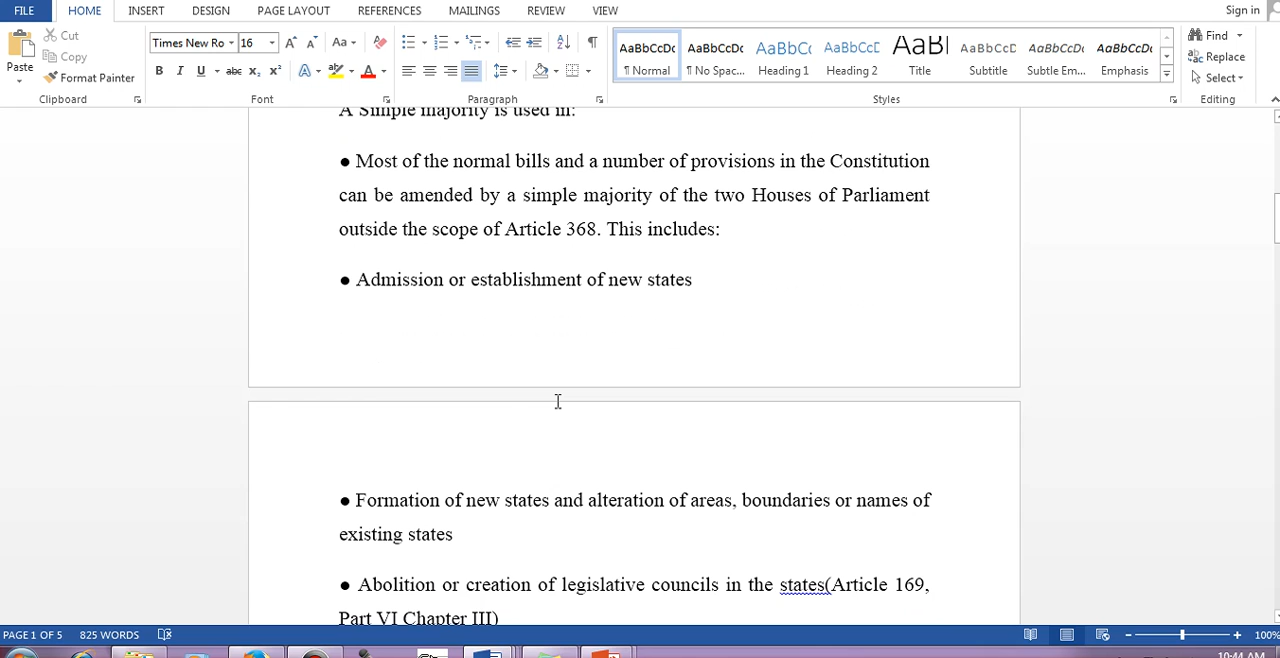 FILE HOME INSERT DESIGN PAGE LAYOUT REFERENCES MAILINGS REVIEW VIEW Sign in
Cut
Copy
Format Painter
Paste
Clipboard
Times New Ro 16
Font
Paragraph
AaBbCcDc AaBbCcDc AaBbCc AaBbCcD AaBl AaBbCcD AaBbCcDc AaBbCcDc
¶ Normal ¶ No Spac... Heading 1 Heading 2 Title Subtitle Subtle Em... Emphasis
Styles
Find
Replace
Select
Editing
A Simple majority is used in:
● Most of the normal bills and a number of provisions in the Constitution
can be amended by a simple majority of the two Houses of Parliament
outside the scope of Article 368. This includes:
● Admission or establishment of new states
● Formation of new states and alteration of areas, boundaries or names of
existing states
● Abolition or creation of legislative councils in the states(Article 169,
Part VI Chapter III)
PAGE 1 OF 5 825 WORDS 100%
10:44 AM